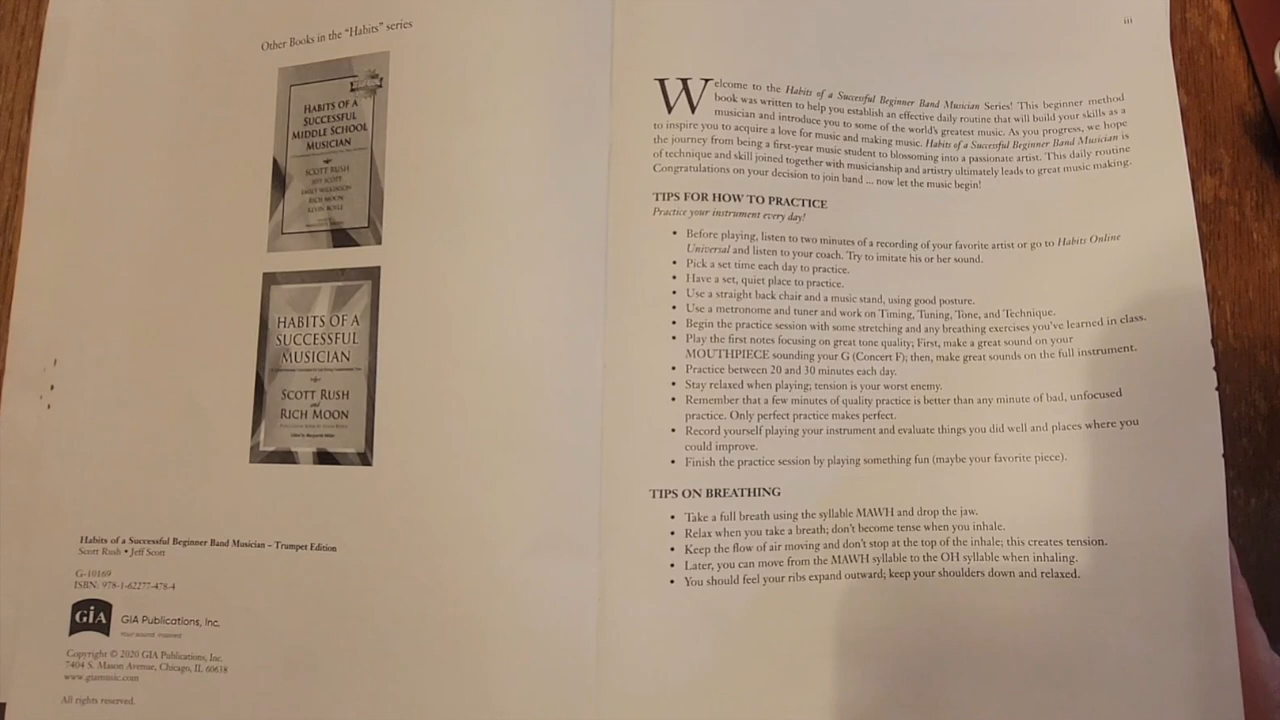 Other Books in the "Habits" series
HABITS OF A
SUCCESSFUL
MIDDLE SCHOOL
MUSICIAN
SCOTT RUSH
JEFF SCOTT
EMILY WILKINSON
RICH MOON
KEVIN BOYLE
HABITS OF A
SUCCESSFUL
MUSICIAN
SCOTT RUSH
and
RICH MOON
Edited by Marguerite Wilder
Habits of a Successful Beginner Band Musician – Trumpet Edition
Scott Rush • Jeff Scott
G-10169
ISBN: 978-1-62277-478-4
GIA
GIA Publications, Inc.
Your sound. Inspired.
Copyright © 2020 GIA Publications, Inc.
7404 S. Mason Avenue, Chicago, IL 60638
www.giamusic.com
All rights reserved.
iii
Welcome to the Habits of a Successful Beginner Band Musician Series! This beginner method
book was written to help you establish an effective daily routine that will build your skills as a
musician and introduce you to some of the world's greatest music. As you progress, we hope
to inspire you to acquire a love for music and making music. Habits of a Successful Beginner Band Musician is
the journey from being a first-year music student to blossoming into a passionate artist. This daily routine
of technique and skill joined together with musicianship and artistry ultimately leads to great music making.
Congratulations on your decision to join band ... now let the music begin!
TIPS FOR HOW TO PRACTICE
Practice your instrument every day!
• Before playing, listen to two minutes of a recording of your favorite artist or go to Habits Online
Universal and listen to your coach. Try to imitate his or her sound.
• Pick a set time each day to practice.
• Have a set, quiet place to practice.
• Use a straight back chair and a music stand, using good posture.
• Use a metronome and tuner and work on Timing, Tuning, Tone, and Technique.
• Begin the practice session with some stretching and any breathing exercises you've learned in class.
• Play the first notes focusing on great tone quality; First, make a great sound on your
MOUTHPIECE sounding your G (Concert F); then, make great sounds on the full instrument.
• Practice between 20 and 30 minutes each day.
• Stay relaxed when playing; tension is your worst enemy.
• Remember that a few minutes of quality practice is better than any minute of bad, unfocused
practice. Only perfect practice makes perfect.
• Record yourself playing your instrument and evaluate things you did well and places where you
could improve.
• Finish the practice session by playing something fun (maybe your favorite piece).
TIPS ON BREATHING
• Take a full breath using the syllable MAWH and drop the jaw.
• Relax when you take a breath; don't become tense when you inhale.
• Keep the flow of air moving and don't stop at the top of the inhale; this creates tension.
• Later, you can move from the MAWH syllable to the OH syllable when inhaling.
• You should feel your ribs expand outward; keep your shoulders down and relaxed.